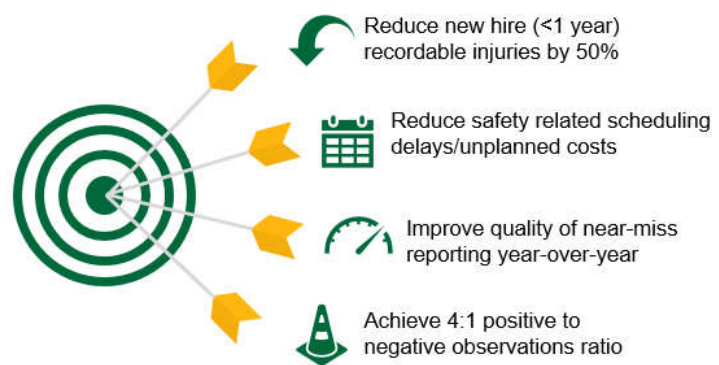 Reduce new hire (<1 year)
recordable injuries by 50%
Reduce safety related scheduling
delays/unplanned costs
Improve quality of near-miss
reporting year-over-year
Achieve 4:1 positive to
negative observations ratio